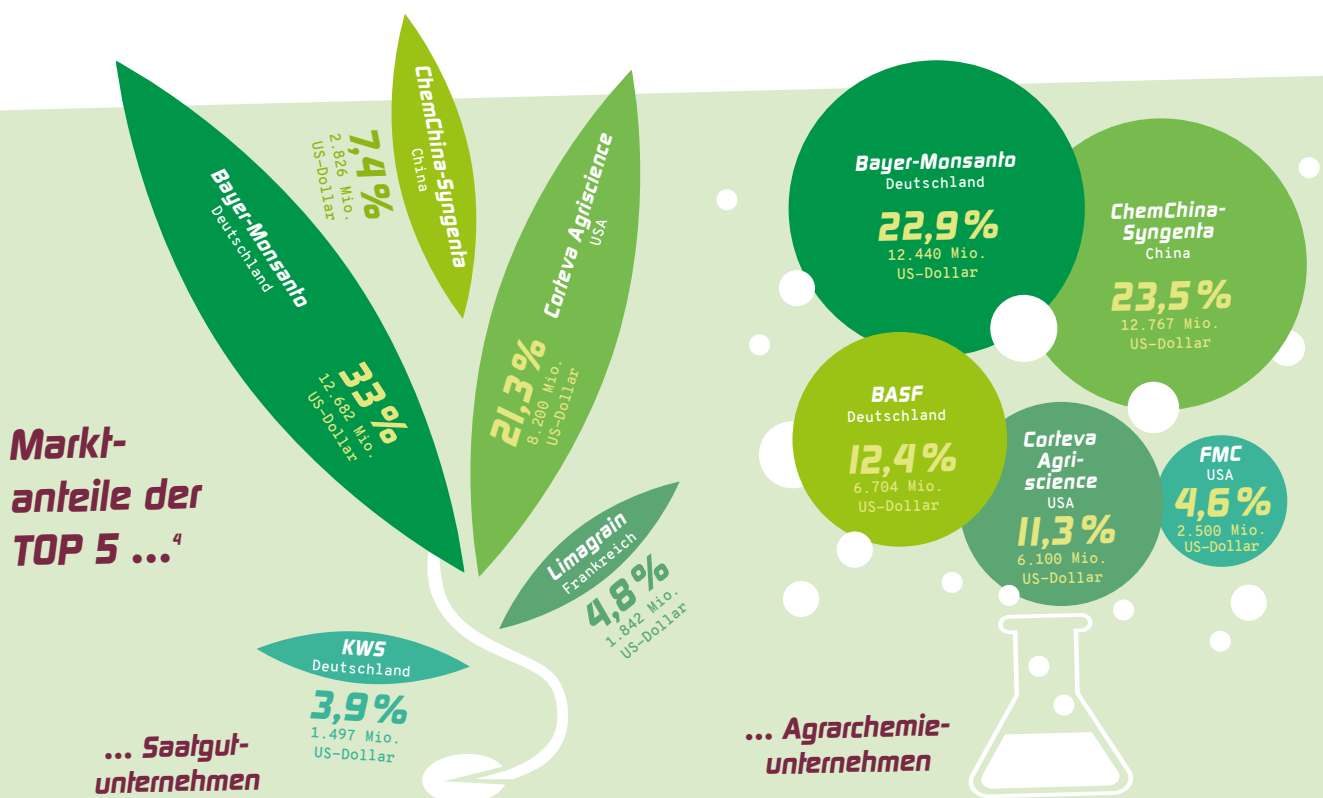 Markt-
anteile der
TOP 5 ...⁴
Bayer-Monsanto
Deutschland
33%
12.682 Mio.
US-Dollar
ChemChina-Syngenta
China
7,4%
2.826 Mio.
US-Dollar
Corteva Agriscience
USA
21,3%
8.200 Mio.
US-Dollar
Limagrain
Frankreich
4,8%
1.842 Mio.
US-Dollar
KWS
Deutschland
3,9%
1.497 Mio.
US-Dollar
... Saatgut-
unternehmen
Bayer-Monsanto
Deutschland
22,9%
12.440 Mio.
US-Dollar
ChemChina-
Syngenta
China
23,5%
12.767 Mio.
US-Dollar
BASF
Deutschland
12,4%
6.704 Mio.
US-Dollar
Corteva
Agri-
science
USA
11,3%
6.100 Mio.
US-Dollar
FMC
USA
4,6%
2.500 Mio.
US-Dollar
... Agrarchemie-
unternehmen